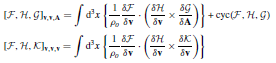 [ℱ, ℋ, 𝒢]ᵥ,ᵥ,A = ∫ d³x { 1/ρ₀ δℱ/δv · ( δℋ/δv × δ𝒢/δA ) } + cyc(ℱ, ℋ, 𝒢)
[ℱ, ℋ, 𝒦]ᵥ,ᵥ,ᵥ = ∫ d³x { 1/ρ₀ δℱ/δv · ( δℋ/δv × δ𝒦/δv ) }